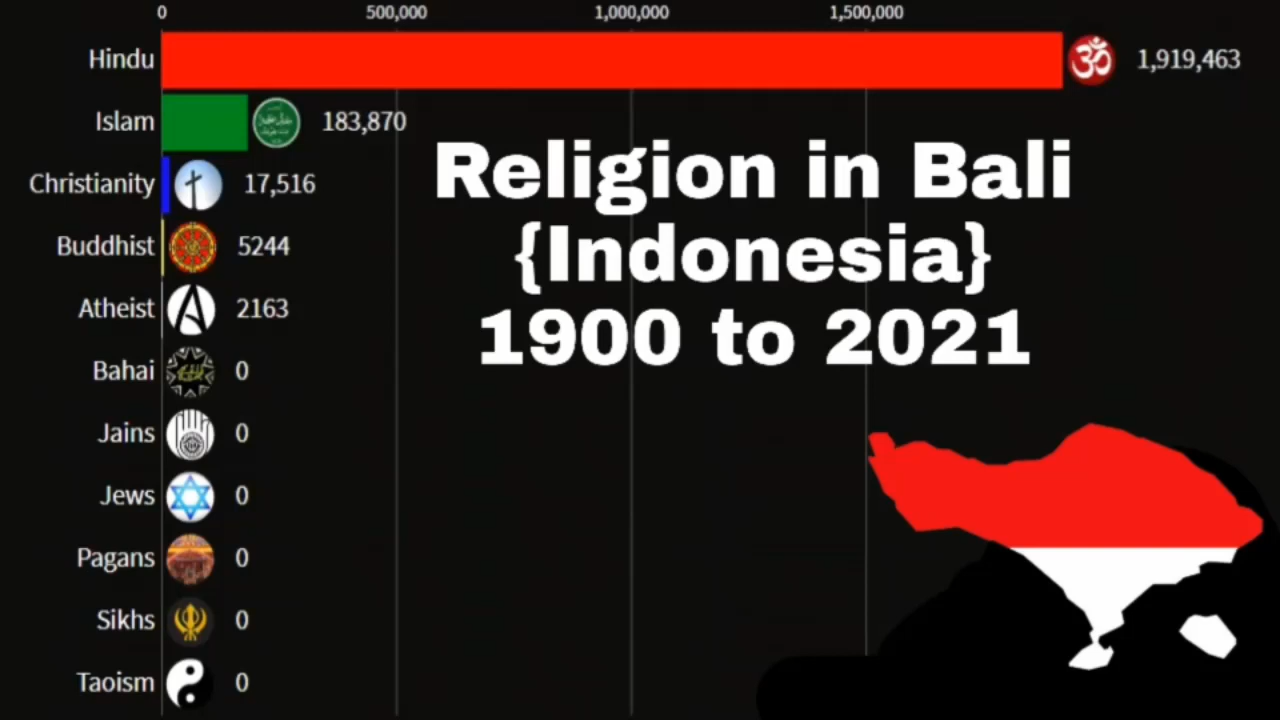 0 500,000 1,000,000 1,500,000
Hindu 1,919,463
Islam 183,870
Christianity 17,516
Buddhist 5244
Atheist 2163
Bahai 0
Jains 0
Jews 0
Pagans 0
Sikhs 0
Taoism 0
Religion in Bali
{Indonesia}
1900 to 2021